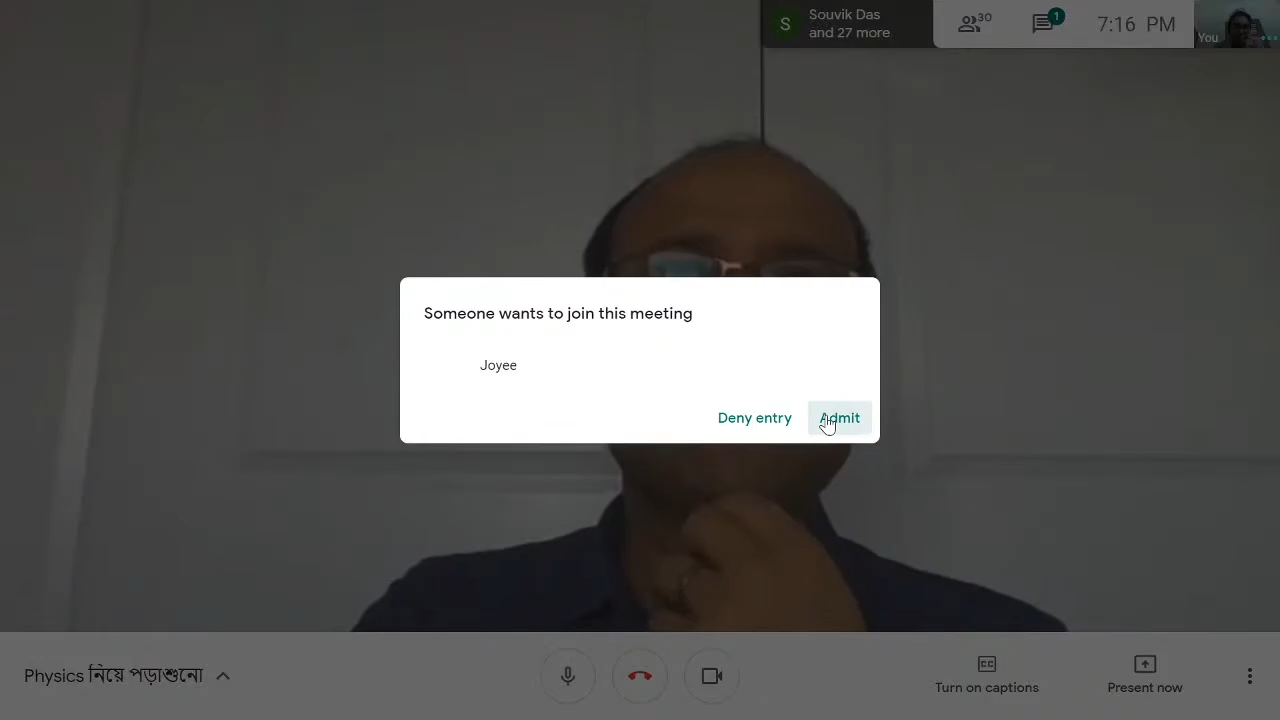 S
Souvik Das
and 27 more
30
1
7:16 PM
You
Someone wants to join this meeting
Joyee
Deny entry
Admit
Physics নিয়ে পড়াশুনো
CC
Turn on captions
Present now